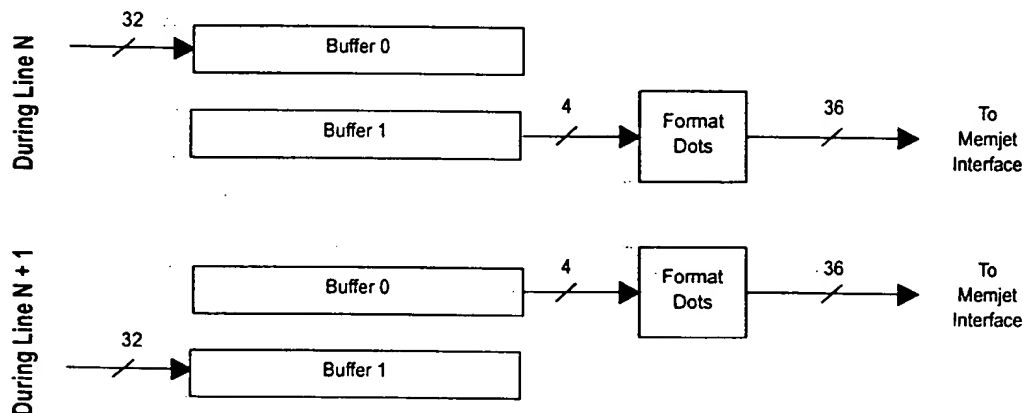 During Line N
32
Buffer 0
Buffer 1
4
Format
Dots
36
To
Memjet
Interface
During Line N + 1
Buffer 0
4
Format
Dots
36
To
Memjet
Interface
32
Buffer 1